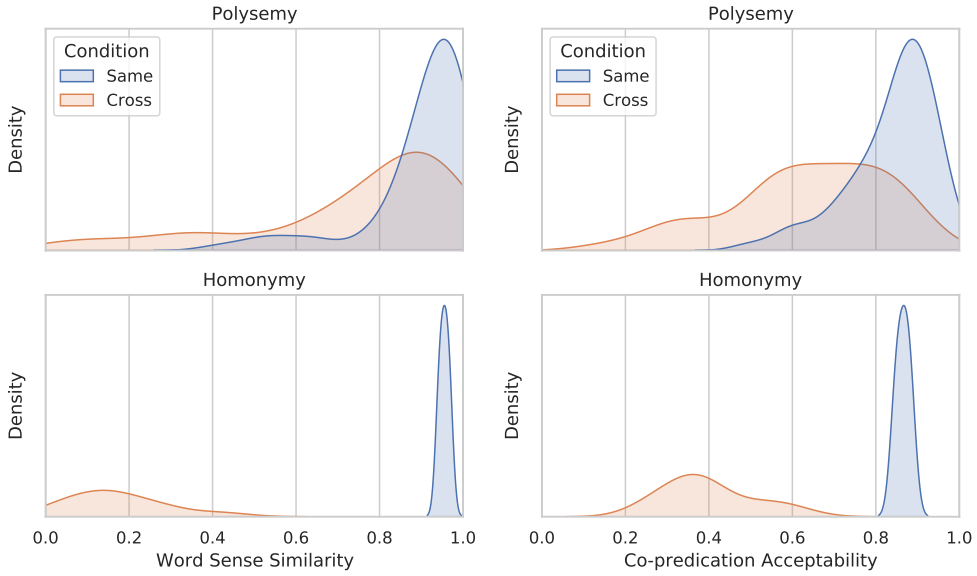 Polysemy
Condition
Same
Cross
Density
Polysemy
Condition
Same
Cross
Density
Homonymy
Density
0.0 0.2 0.4 0.6 0.8 1.0
Word Sense Similarity
Homonymy
Density
0.0 0.2 0.4 0.6 0.8 1.0
Co-predication Acceptability